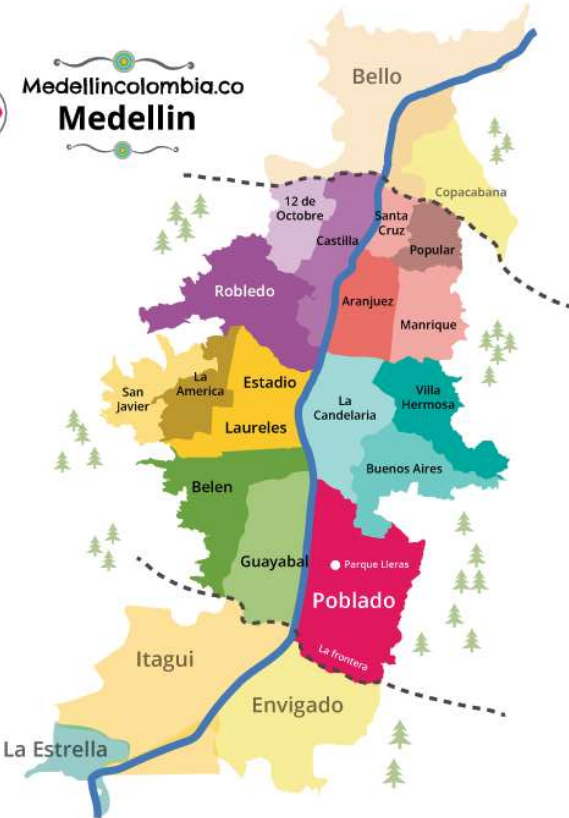 Medellincolombia.co
Medellin
Bello
Copacabana
12 de
Octobre
Castilla
Santa
Cruz
Popular
Robledo
Aranjuez
Manrique
San
Javier
La
America
Estadio
Laureles
La
Candelaria
Villa
Hermosa
Buenos Aires
Belen
Guayabal
Parque Lleras
Poblado
La frontera
Itagui
Envigado
La Estrella